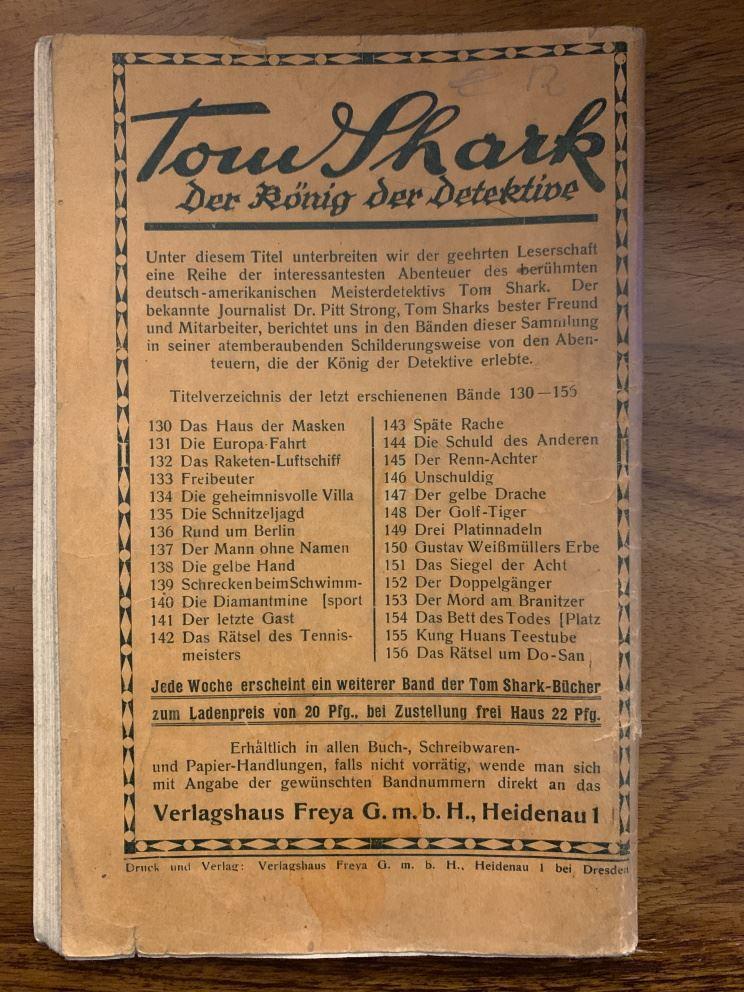 Tom Shark
Der König der Detektive
Unter diesem Titel unterbreiten wir der geehrten Leserschaft
eine Reihe der interessantesten Abenteuer des berühmten
deutsch-amerikanischen Meisterdetektivs Tom Shark. Der
bekannte Journalist Dr. Pitt Strong, Tom Sharks bester Freund
und Mitarbeiter, berichtet uns in den Bänden dieser Sammlung
in seiner atemberaubenden Schilderungsweise von den Aben-
teuern, die der König der Detektive erlebte.
Titelverzeichnis der letzt erschienenen Bände 130—156
130 Das Haus der Masken
131 Die Europa-Fahrt
132 Das Raketen-Luftschiff
133 Freibeuter
134 Die geheimnisvolle Villa
135 Die Schnitzeljagd
136 Rund um Berlin
137 Der Mann ohne Namen
138 Die gelbe Hand
139 Schrecken beim Schwimm-
140 Die Diamantmine [sport
141 Der letzte Gast
142 Das Rätsel des Tennis-
meisters
143 Späte Rache
144 Die Schuld des Anderen
145 Der Renn-Achter
146 Unschuldig
147 Der gelbe Drache
148 Der Golf-Tiger
149 Drei Platinnadeln
150 Gustav Weißmüllers Erbe
151 Das Siegel der Acht
152 Der Doppelgänger
153 Der Mord am Branitzer
154 Das Bett des Todes [Platz
155 Kung Huans Teestube
156 Das Rätsel um Do-San
Jede Woche erscheint ein weiterer Band der Tom Shark-Bücher
zum Ladenpreis von 20 Pfg., bei Zustellung frei Haus 22 Pfg.
Erhältlich in allen Buch-, Schreibwaren-
und Papier-Handlungen, falls nicht vorrätig, wende man sich
mit Angabe der gewünschten Bandnummern direkt an das
Verlagshaus Freya G. m. b. H., Heidenau 1
Druck und Verlag: Verlagshaus Freya G. m. b. H., Heidenau 1 bei Dresden